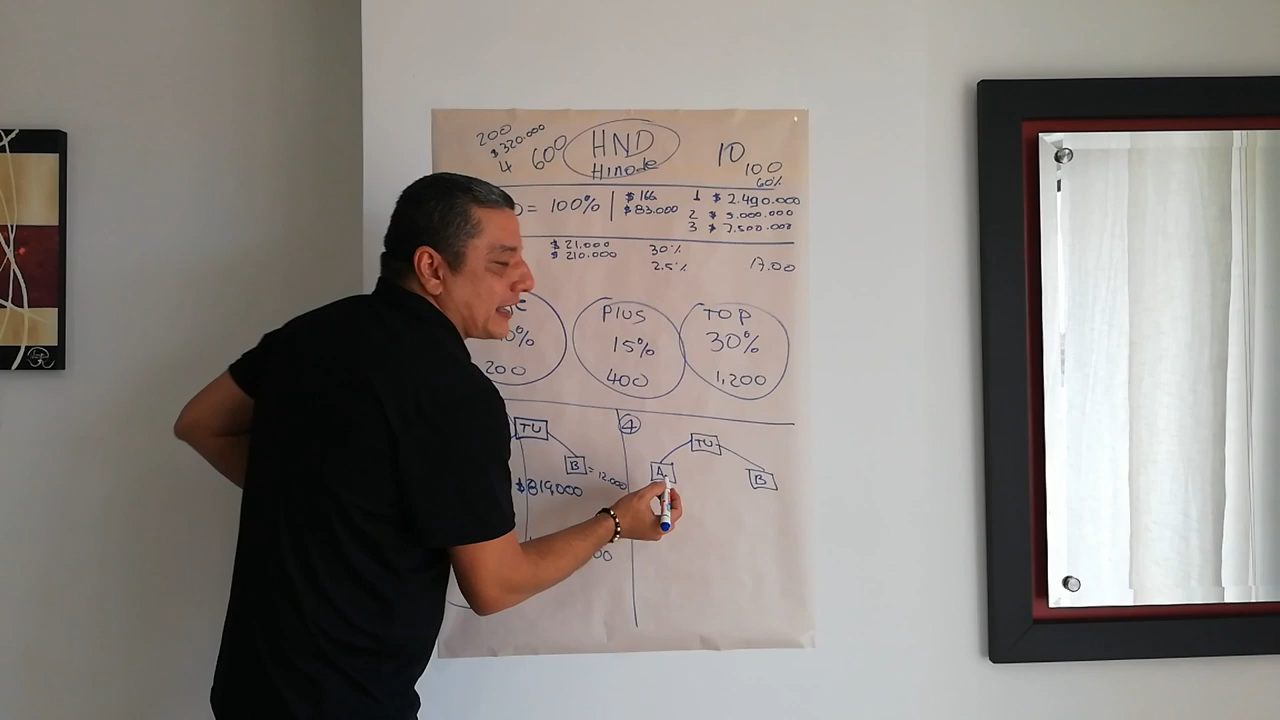 200
$320.000
4
600
HND
Hinode
10
100
60%
= 100%
$166
$83.000
1 $ 2.490.000
2 $ 5.000.000
3 $ 7.500.000
$21.000
$210.000
30%
2.5%
17.00
200
PLUS
15%
400
TOP
30%
1,200
TU
B = 12.000
$819.000
4
TU
A
B